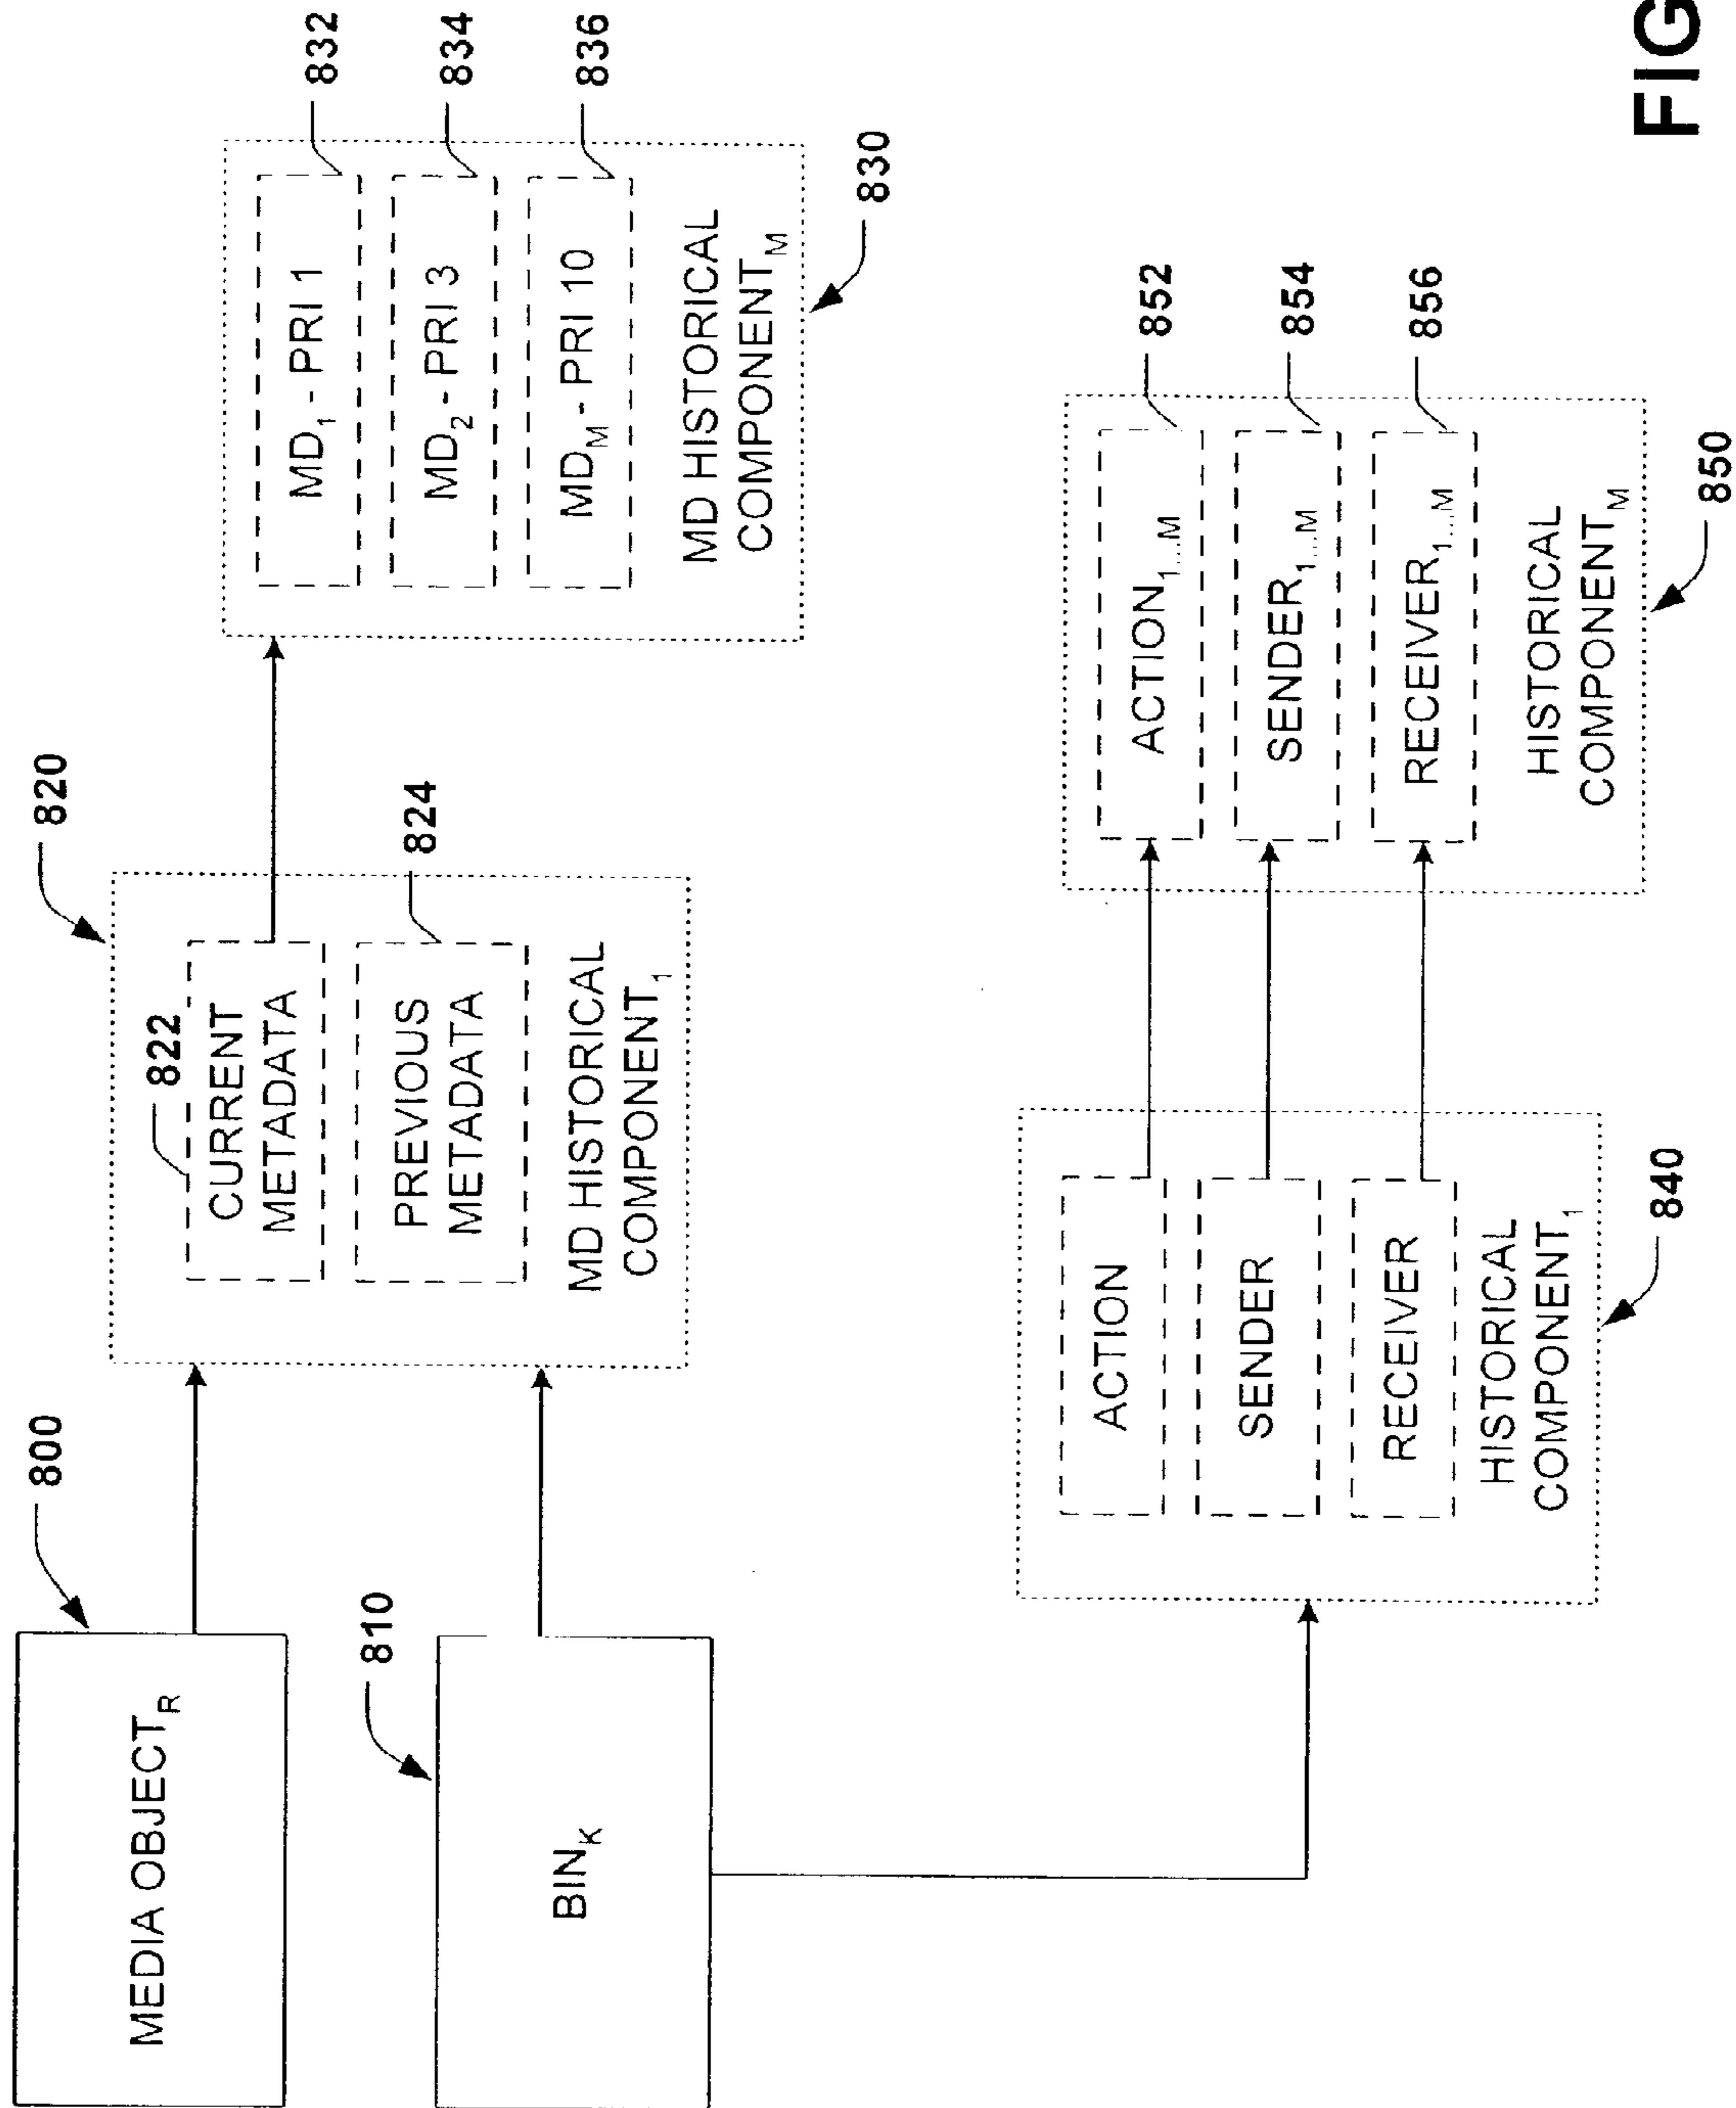 800
MEDIA OBJECT_R
810
BIN_K
820
822
CURRENT
METADATA
824
PREVIOUS
METADATA
MD HISTORICAL
COMPONENT_1
832
MD_1 - PRI 1
834
MD_2 - PRI 3
836
MD_M - PRI 10
MD HISTORICAL
COMPONENT_M
830
ACTION
SENDER
RECEIVER
HISTORICAL
COMPONENT_1
840
852
ACTION_1...M
854
SENDER_1...M
856
RECEIVER_1...M
HISTORICAL
COMPONENT_M
850
FIG